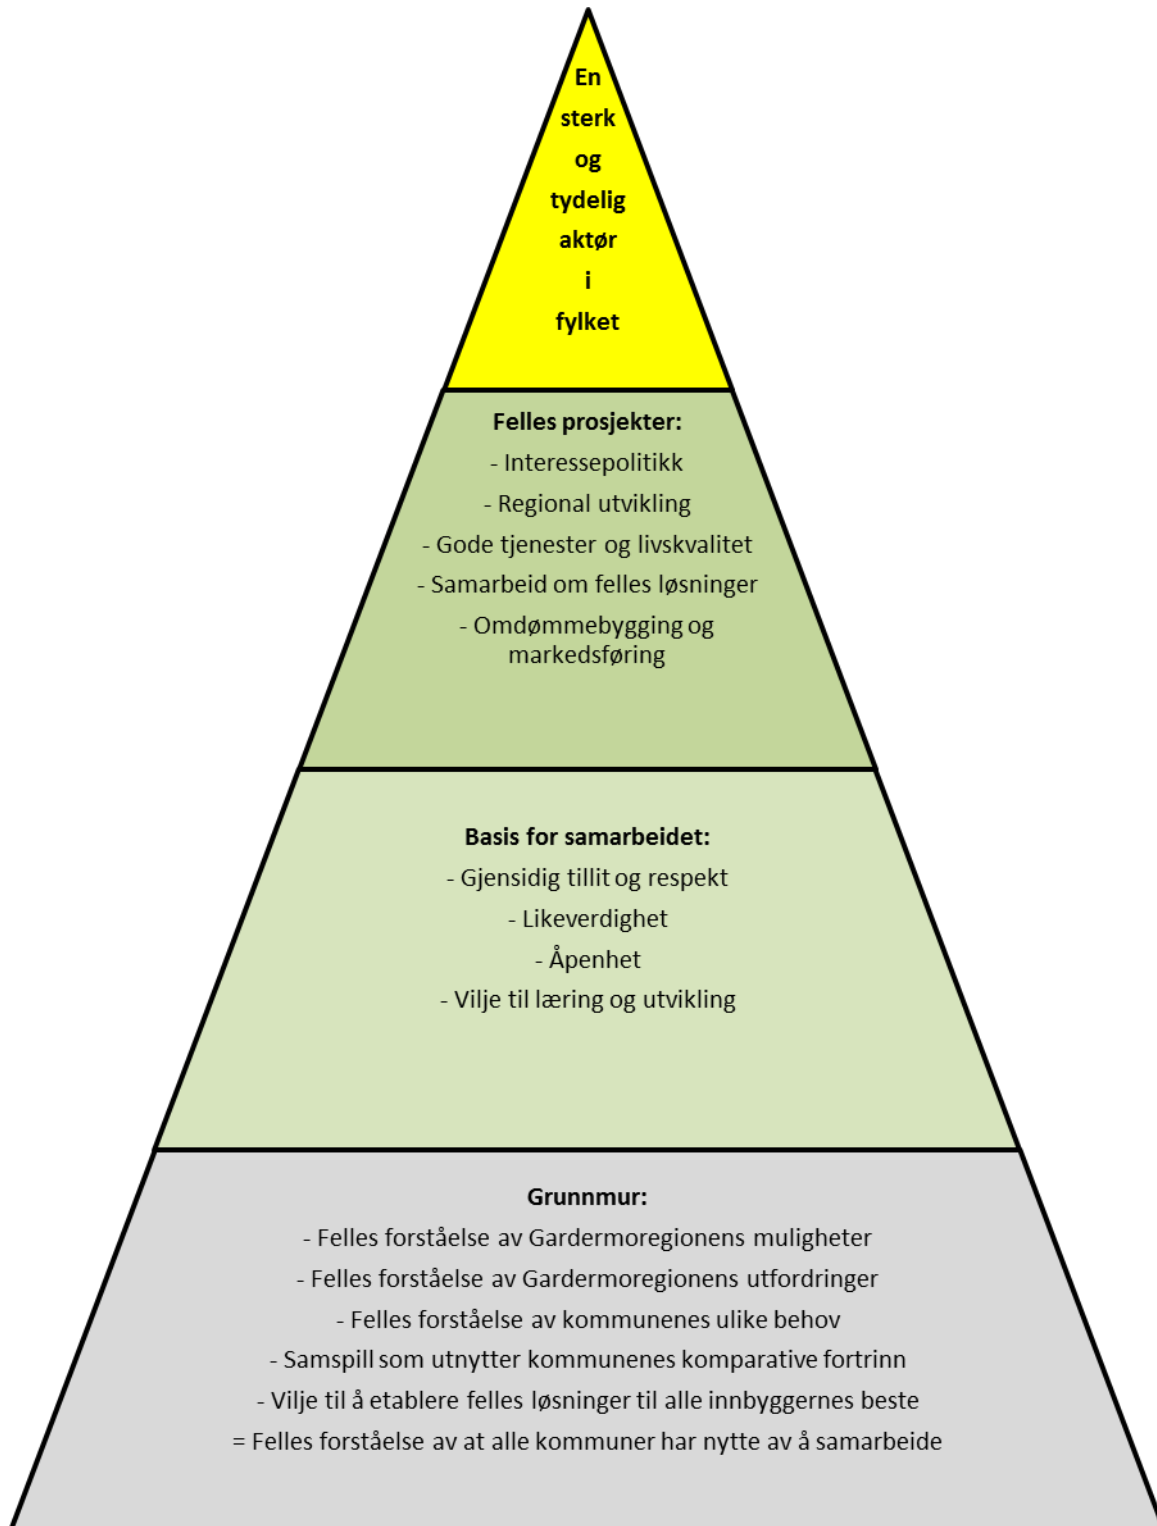 En
sterk
og
tydelig
aktør
i
fylket
Felles prosjekter:
- Interessepolitikk
- Regional utvikling
- Gode tjenester og livskvalitet
- Samarbeid om felles løsninger
- Omdømmebygging og
markedsføring
Basis for samarbeidet:
- Gjensidig tillit og respekt
- Likeverdighet
- Åpenhet
- Vilje til læring og utvikling
Grunnmur:
- Felles forståelse av Gardermoregionens muligheter
- Felles forståelse av Gardermoregionens utfordringer
- Felles forståelse av kommunenes ulike behov
- Samspill som utnytter kommunenes komparative fortrinn
- Vilje til å etablere felles løsninger til alle innbyggernes beste
= Felles forståelse av at alle kommuner har nytte av å samarbeide